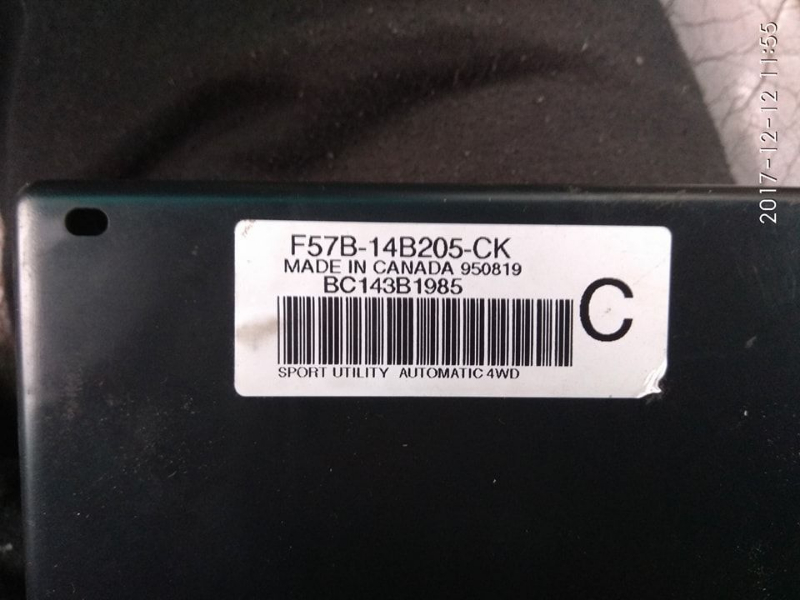 F57B-14B205-CK
MADE IN CANADA 950819
BC143B1985
C
SPORT UTILITY AUTOMATIC 4WD
2017-12-12 11:55